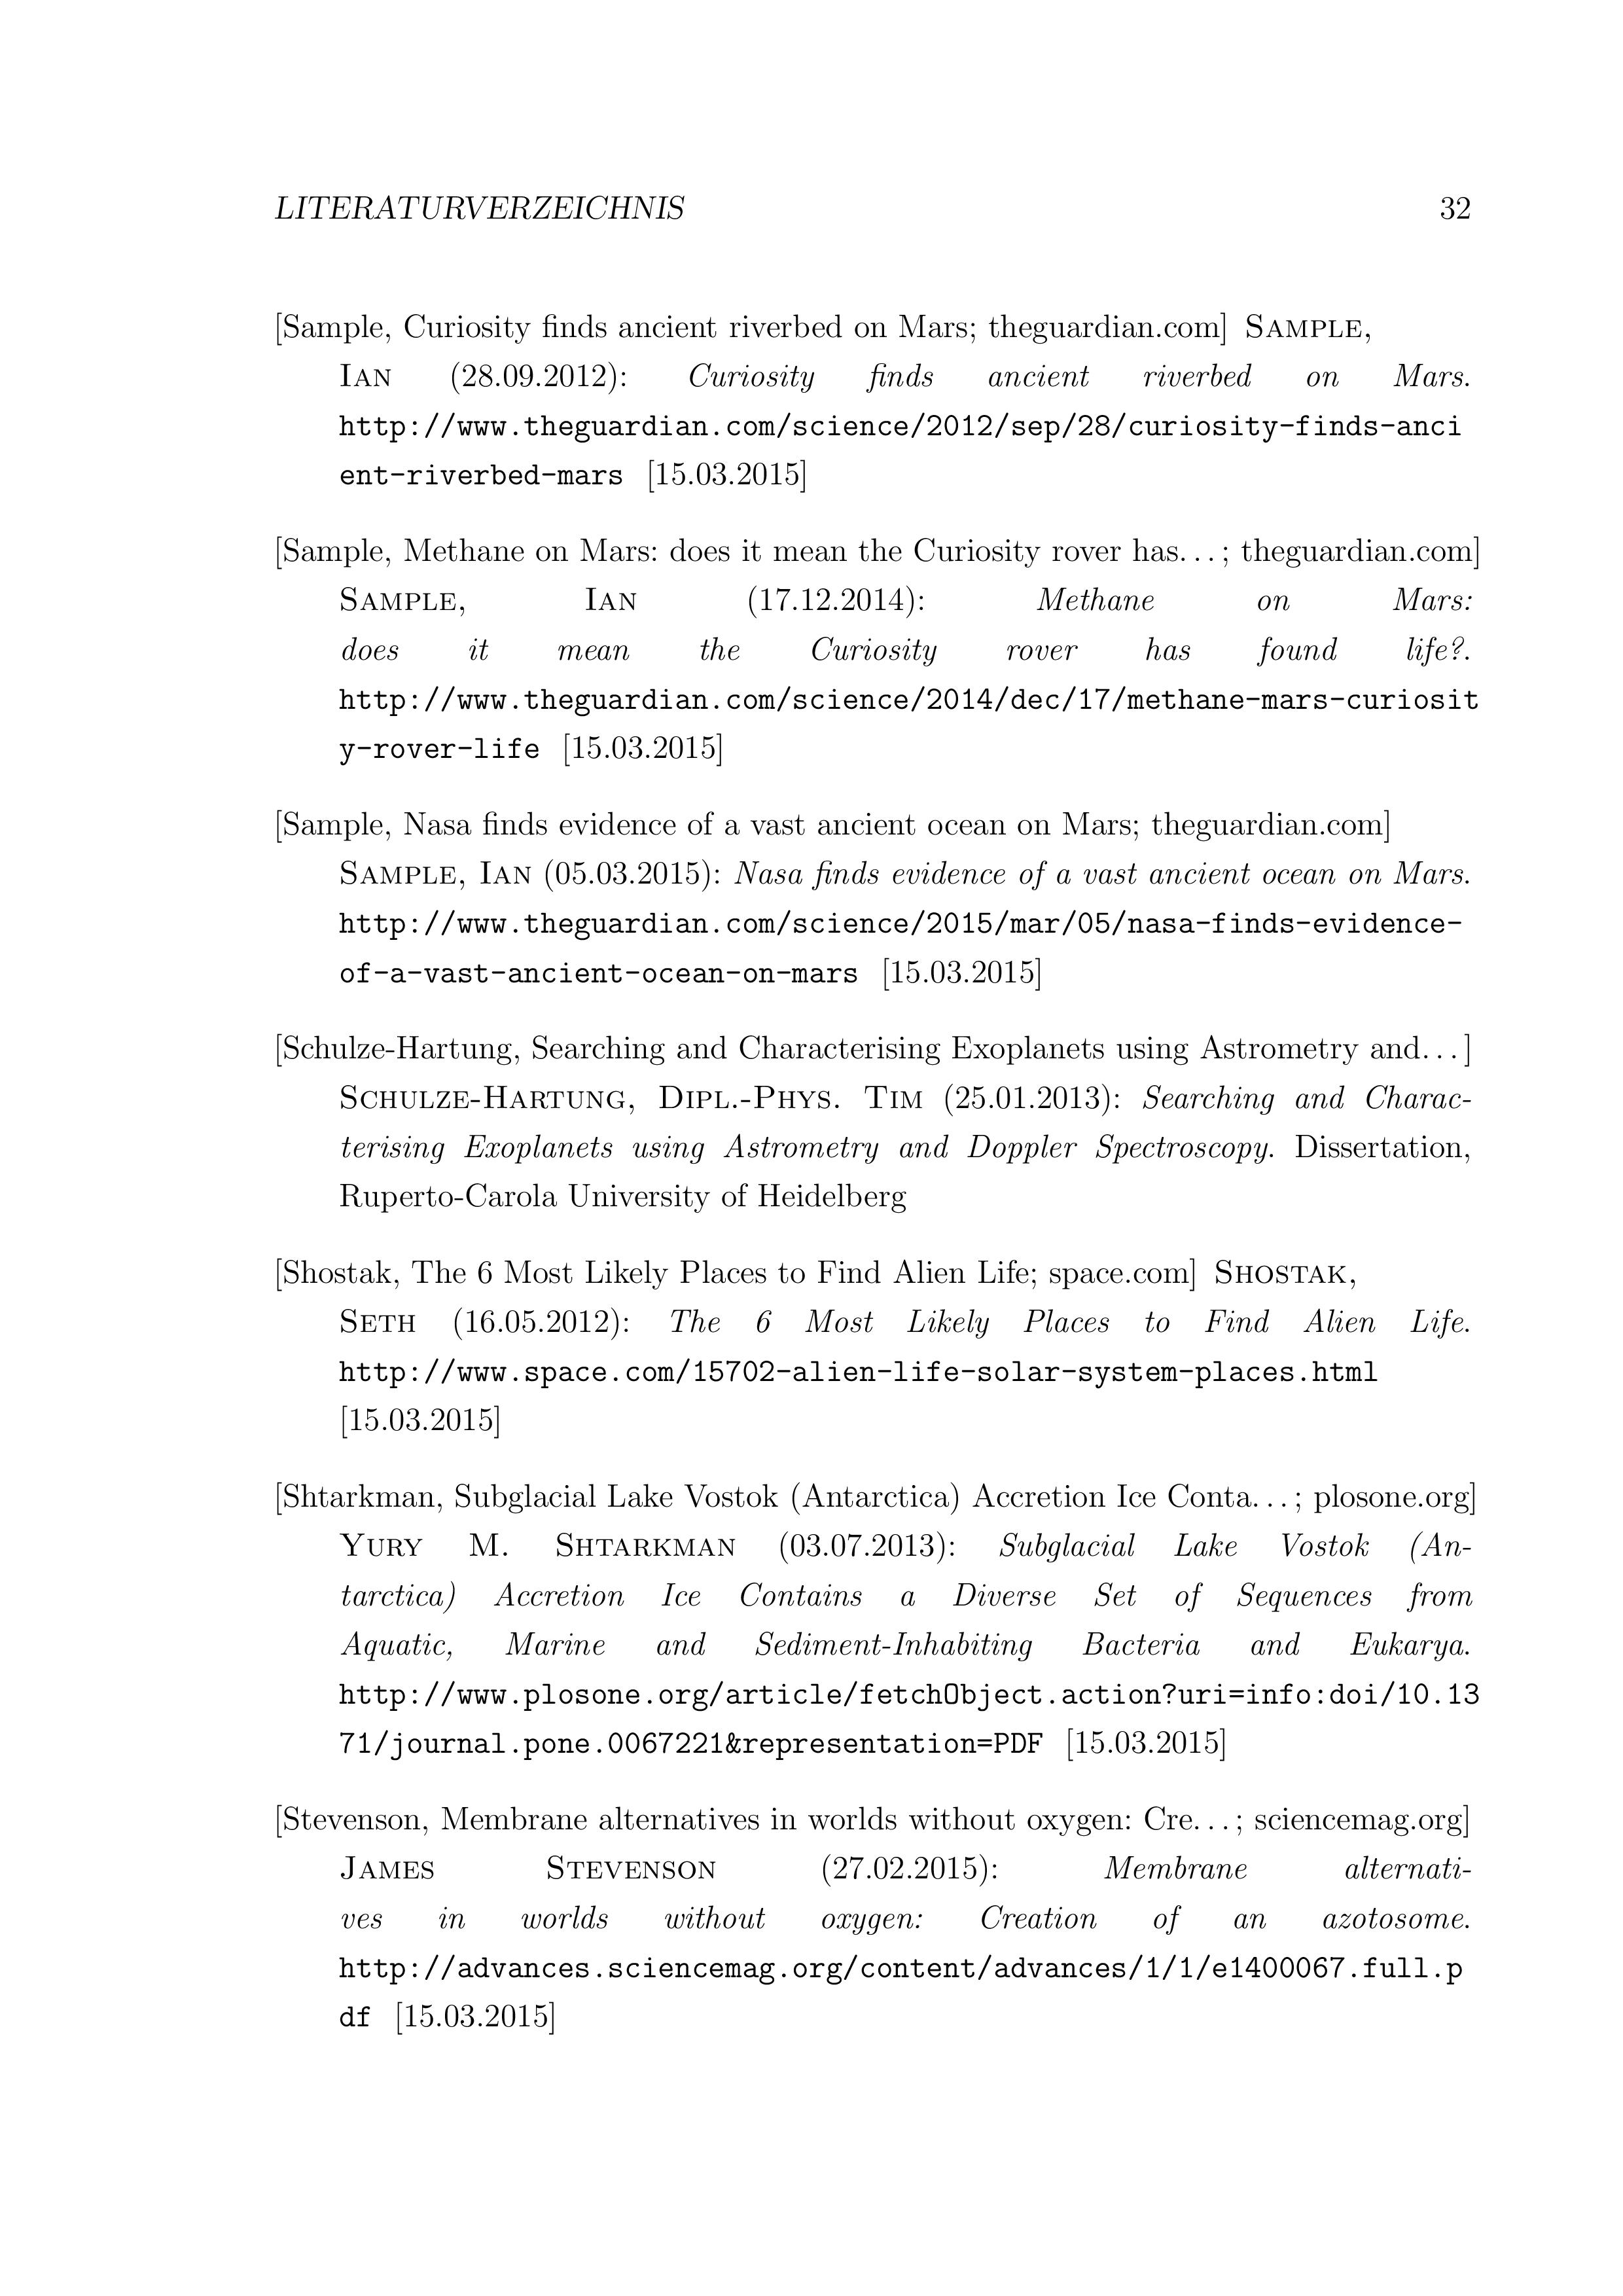 LITERATURVERZEICHNIS 32
[Sample, Curiosity finds ancient riverbed on Mars; theguardian.com] SAMPLE,
IAN (28.09.2012): Curiosity finds ancient riverbed on Mars.
http://www.theguardian.com/science/2012/sep/28/curiosity-finds-anci
ent-riverbed-mars [15.03.2015]
[Sample, Methane on Mars: does it mean the Curiosity rover has...; theguardian.com]
SAMPLE, IAN (17.12.2014): Methane on Mars:
does it mean the Curiosity rover has found life?.
http://www.theguardian.com/science/2014/dec/17/methane-mars-curiosit
y-rover-life [15.03.2015]
[Sample, Nasa finds evidence of a vast ancient ocean on Mars; theguardian.com]
SAMPLE, IAN (05.03.2015): Nasa finds evidence of a vast ancient ocean on Mars.
http://www.theguardian.com/science/2015/mar/05/nasa-finds-evidence-
of-a-vast-ancient-ocean-on-mars [15.03.2015]
[Schulze-Hartung, Searching and Characterising Exoplanets using Astrometry and...]
SCHULZE-HARTUNG, DIPL.-PHYS. TIM (25.01.2013): Searching and Charac-
terising Exoplanets using Astrometry and Doppler Spectroscopy. Dissertation,
Ruperto-Carola University of Heidelberg
[Shostak, The 6 Most Likely Places to Find Alien Life; space.com] SHOSTAK,
SETH (16.05.2012): The 6 Most Likely Places to Find Alien Life.
http://www.space.com/15702-alien-life-solar-system-places.html
[15.03.2015]
[Shtarkman, Subglacial Lake Vostok (Antarctica) Accretion Ice Conta...; plosone.org]
YURY M. SHTARKMAN (03.07.2013): Subglacial Lake Vostok (An-
tarctica) Accretion Ice Contains a Diverse Set of Sequences from
Aquatic, Marine and Sediment-Inhabiting Bacteria and Eukarya.
http://www.plosone.org/article/fetchObject.action?uri=info:doi/10.13
71/journal.pone.0067221&representation=PDF [15.03.2015]
[Stevenson, Membrane alternatives in worlds without oxygen: Cre...; sciencemag.org]
JAMES STEVENSON (27.02.2015): Membrane alternati-
ves in worlds without oxygen: Creation of an azotosome.
http://advances.sciencemag.org/content/advances/1/1/e1400067.full.p
df [15.03.2015]